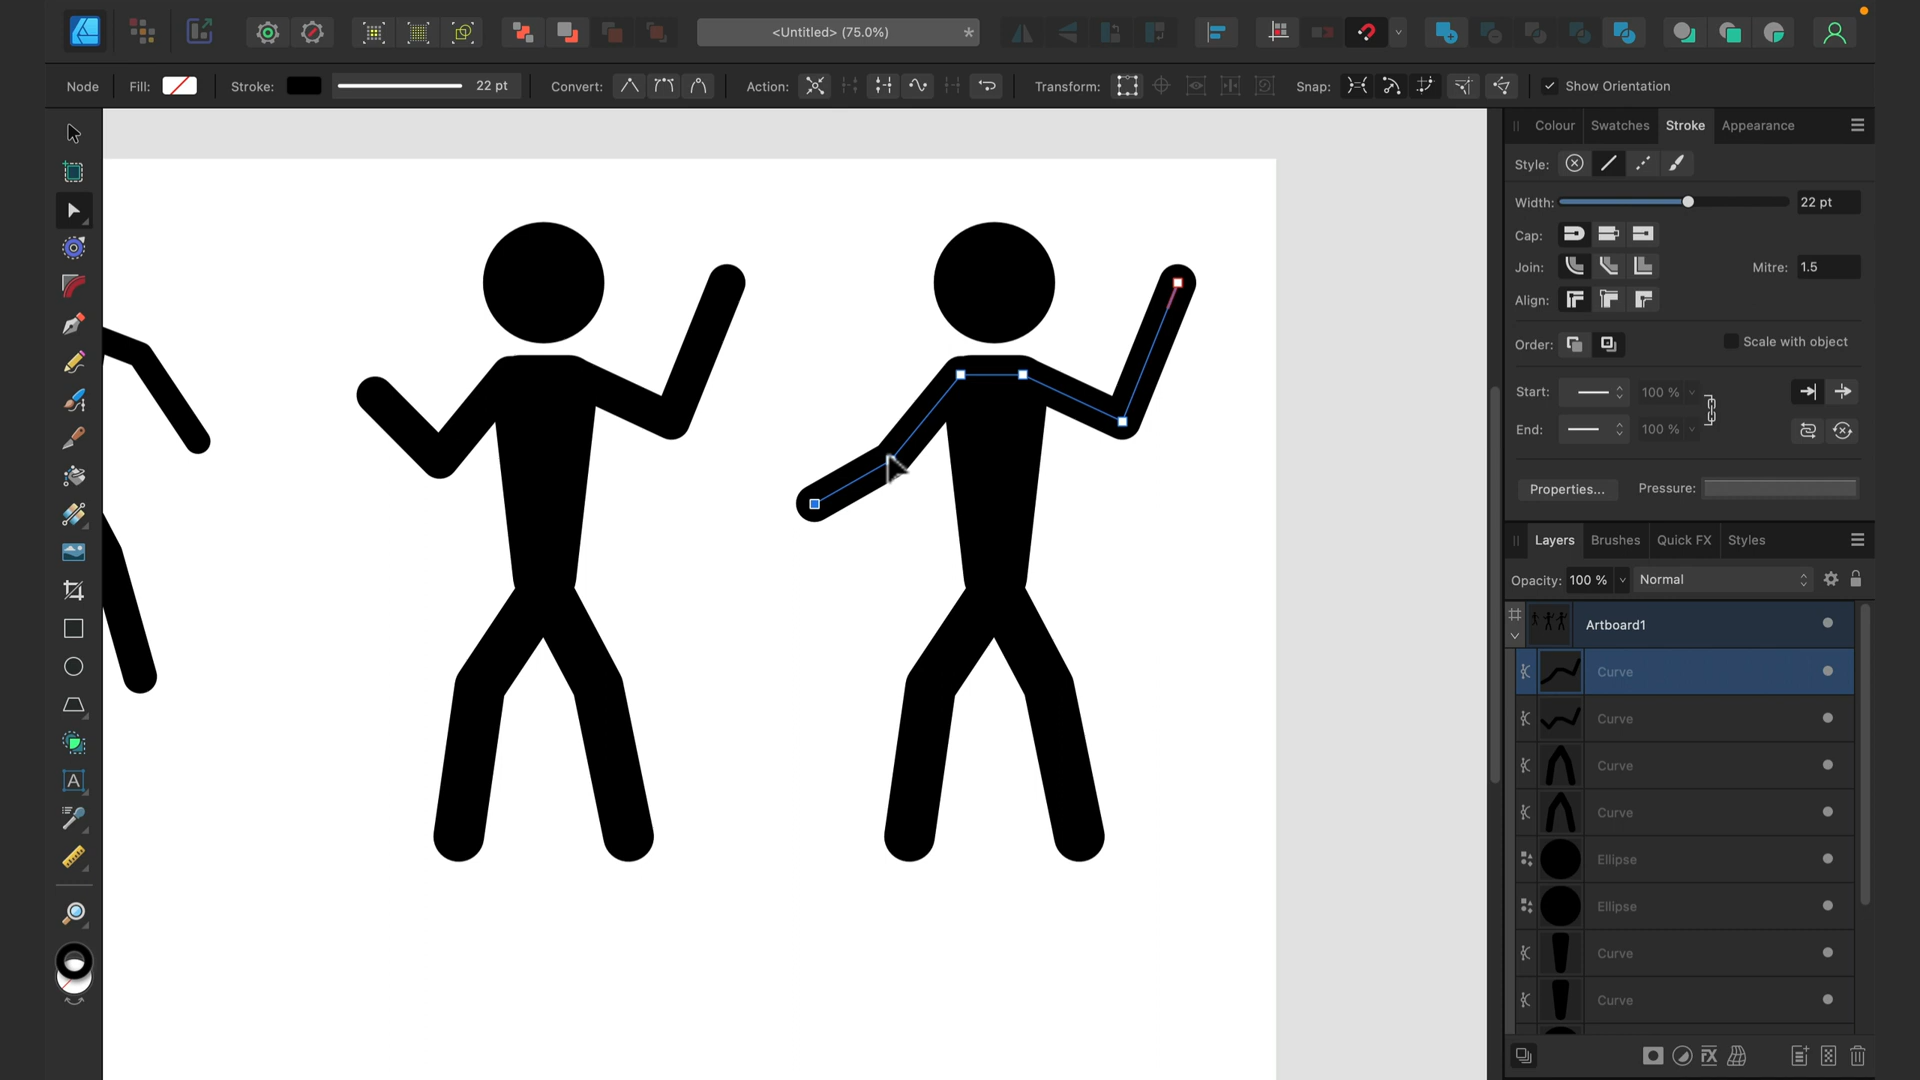 <Untitled> (75.0%)
*
Node
Fill:
Stroke:
22 pt
Convert:
Action:
Transform:
Snap:
Show Orientation
Colour
Swatches
Stroke
Appearance
Style:
Width:
22 pt
Cap:
Join:
Mitre:
1.5
Align:
Order:
Scale with object
Start:
100 %
End:
100 %
Properties...
Pressure:
Layers
Brushes
Quick FX
Styles
Opacity:
100 %
Normal
Artboard1
Curve
Curve
Curve
Curve
Ellipse
Ellipse
Curve
Curve
A
FX